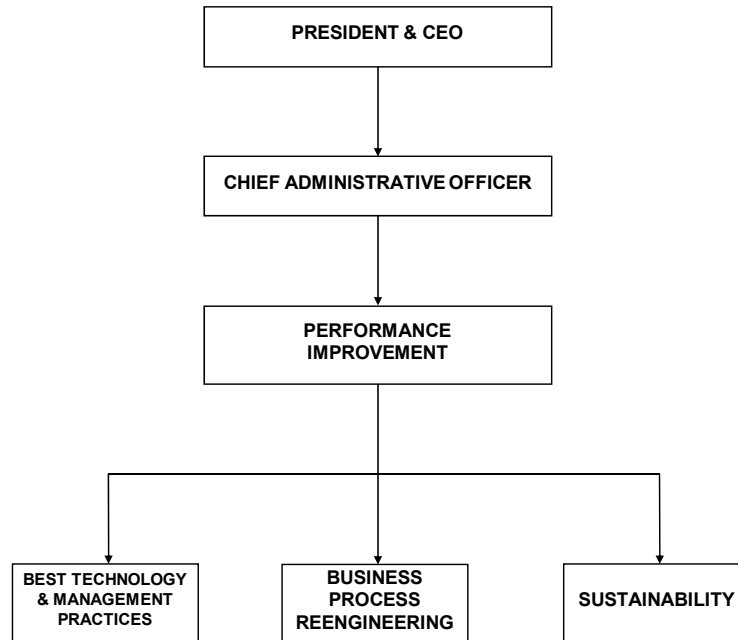 PRESIDENT & CEO
CHIEF ADMINISTRATIVE OFFICER
PERFORMANCE
IMPROVEMENT
BEST TECHNOLOGY
& MANAGEMENT
PRACTICES
BUSINESS
PROCESS
REENGINEERING
SUSTAINABILITY